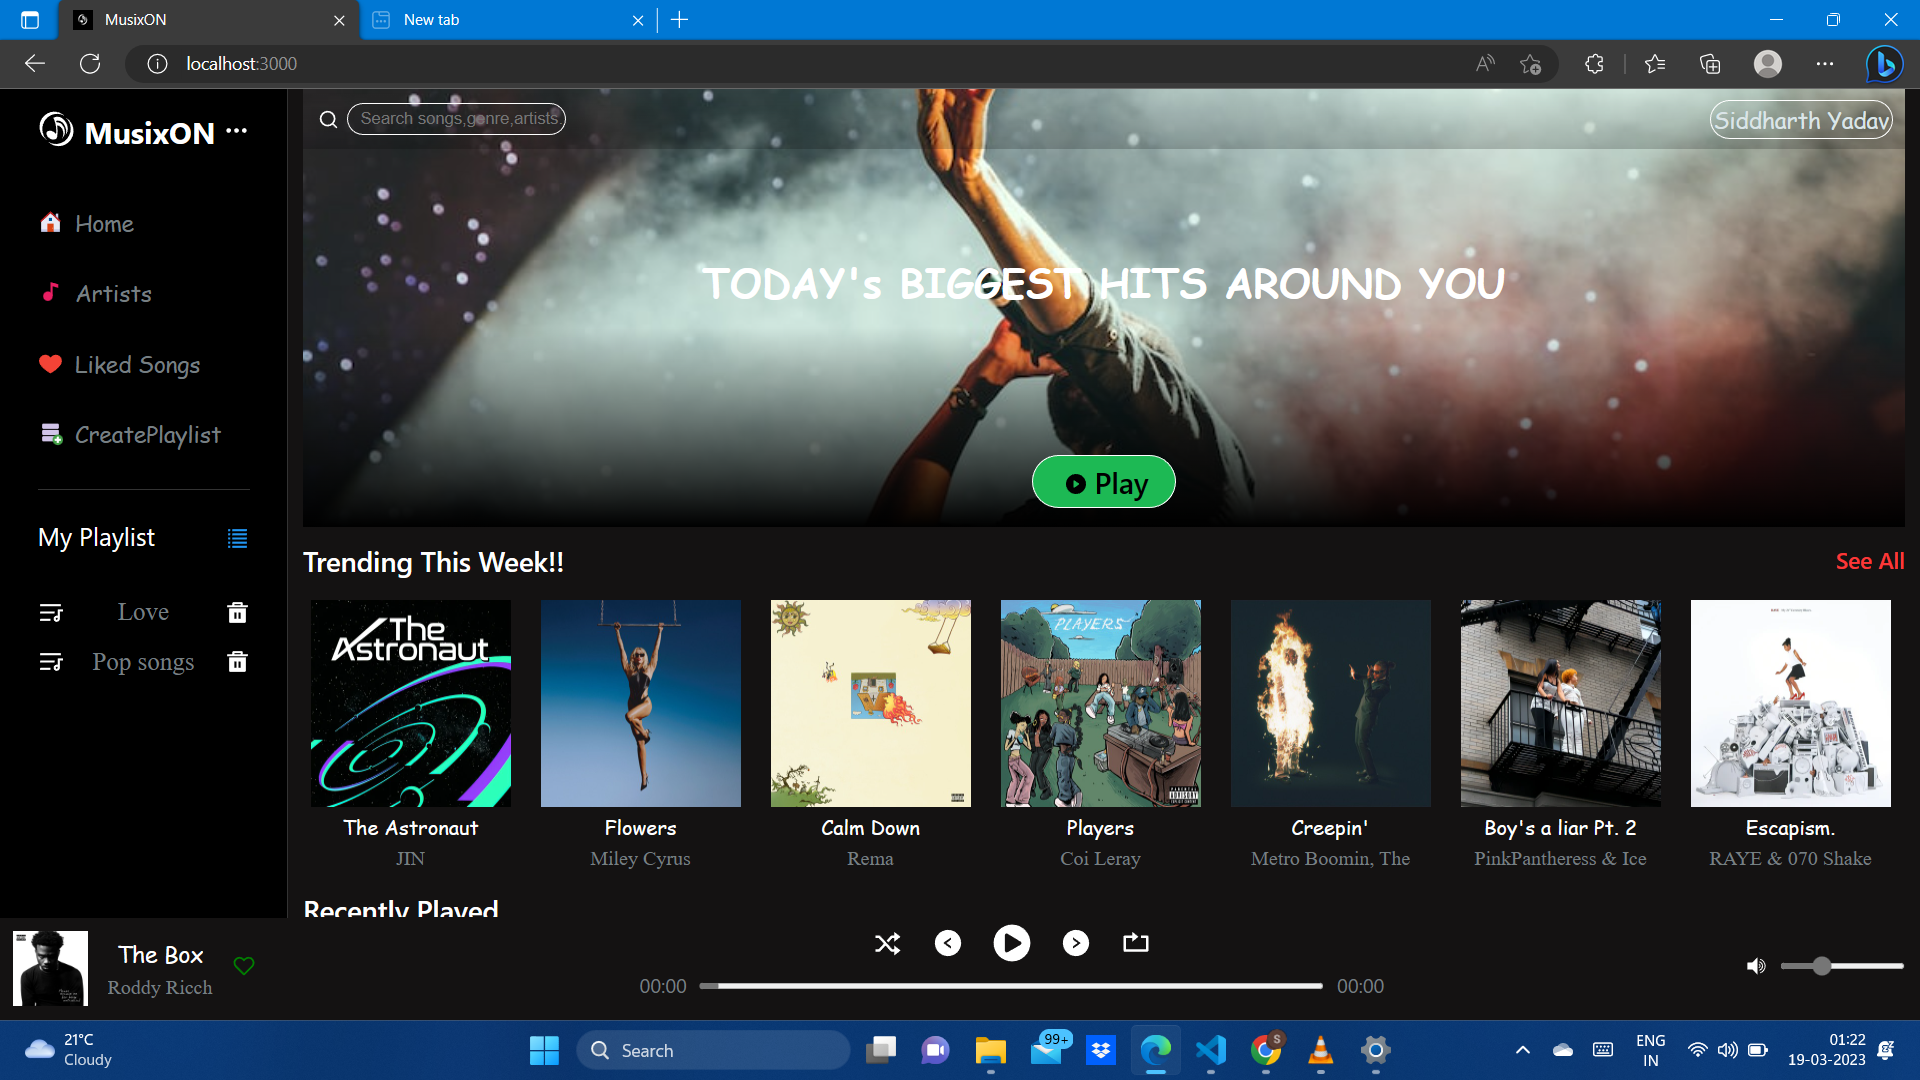 MusixON
New tab
localhost:3000
MusixON
Search songs,genre,artists.
Siddharth Yadav
Home
Artists
Liked Songs
CreatePlaylist
TODAY's BIGGEST HITS AROUND YOU
Play
My Playlist
Love
Pop songs
Trending This Week!!
See All
The Astronaut
PLAYERS
The Astronaut
Flowers
Calm Down
Players
Creepin'
Boy's a liar Pt. 2
Escapism.
JIN
Miley Cyrus
Rema
Coi Leray
Metro Boomin, The
PinkPantheress & Ice
RAYE & 070 Shake
Recently Played
The Box
Roddy Ricch
00:00
00:00
21°C
Cloudy
Search
99+
S
ENG
IN
01:22
19-03-2023